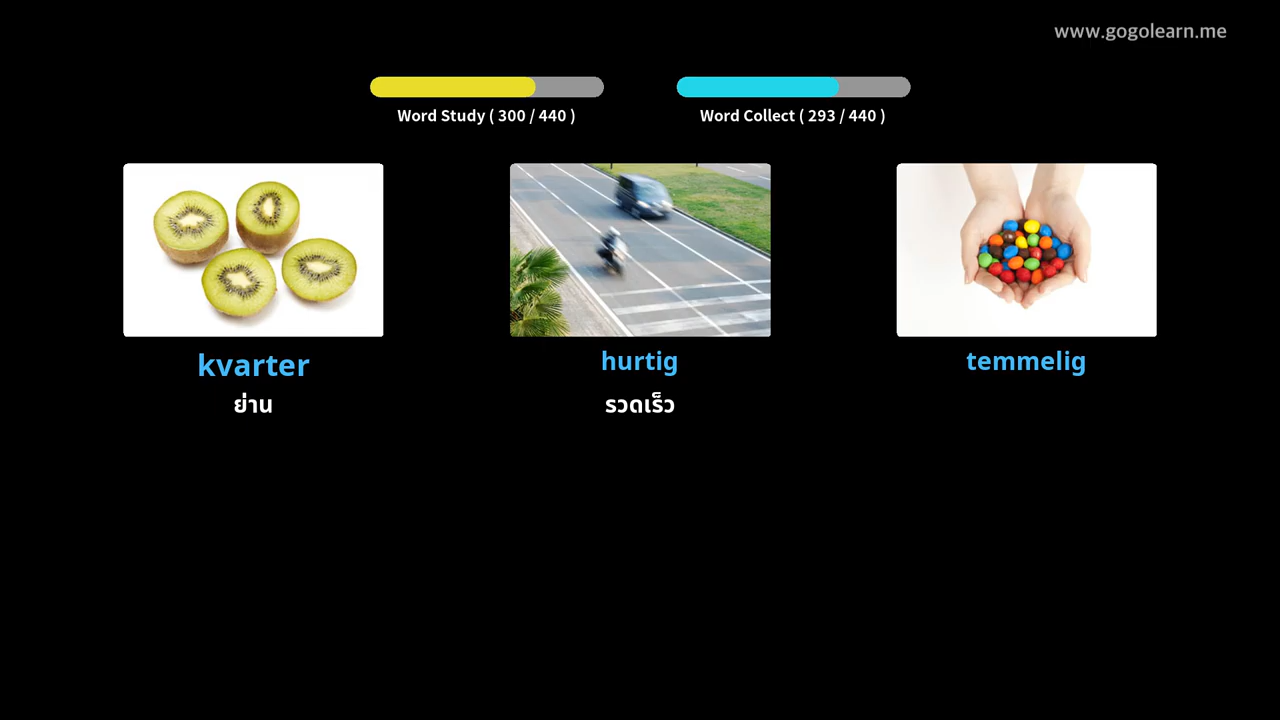 www.gogolearn.me
Word Study ( 300 / 440 )
Word Collect ( 293 / 440 )
kvarter
ย่าน
hurtig
รวดเร็ว
temmelig